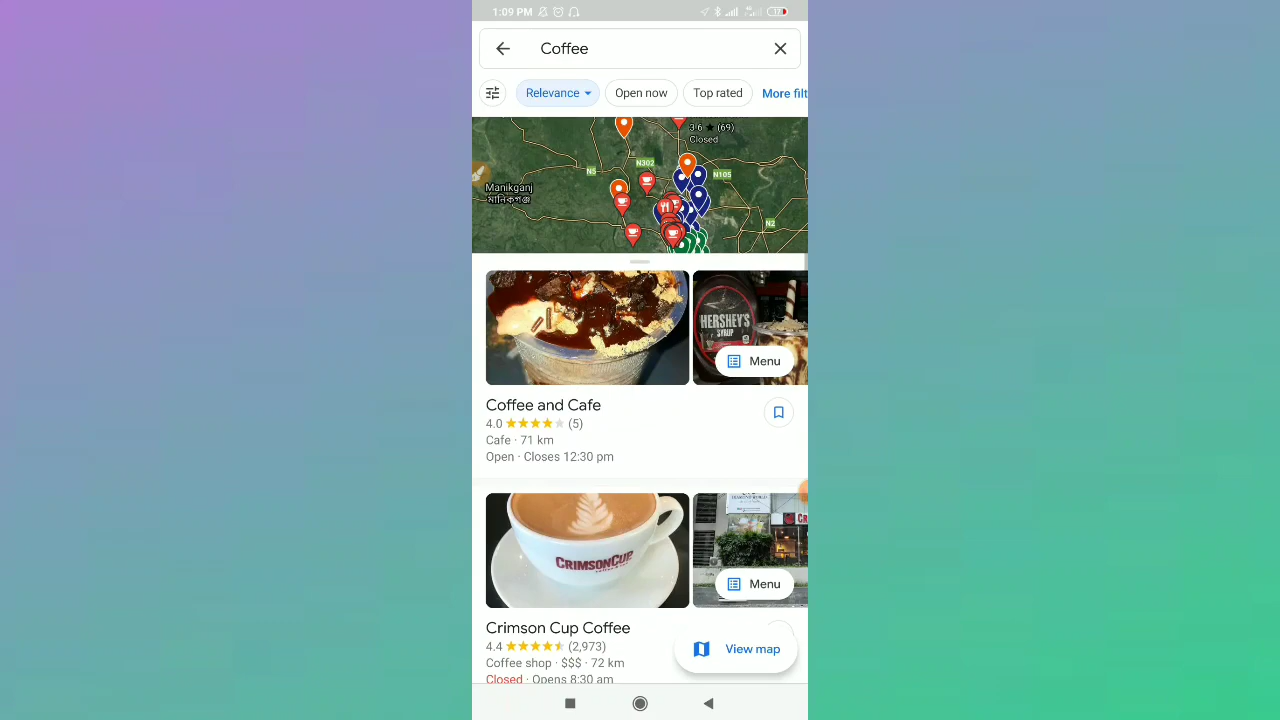 1:09 PM
17
Coffee
Relevance
Open now
Top rated
More filt
3.6 ★ (69)
Closed
N302
N5
N105
Manikganj
মানিকগঞ্জ
N2
HERSHEY'S
SYRUP
Menu
Coffee and Cafe
4.0 ★★★★★ (5)
Cafe · 71 km
Open · Closes 12:30 pm
CRIMSONCUP
Menu
Crimson Cup Coffee
4.4 ★★★★★ (2,973)
Coffee shop · $$$ · 72 km
View map
Closed · Opens 8:30 am